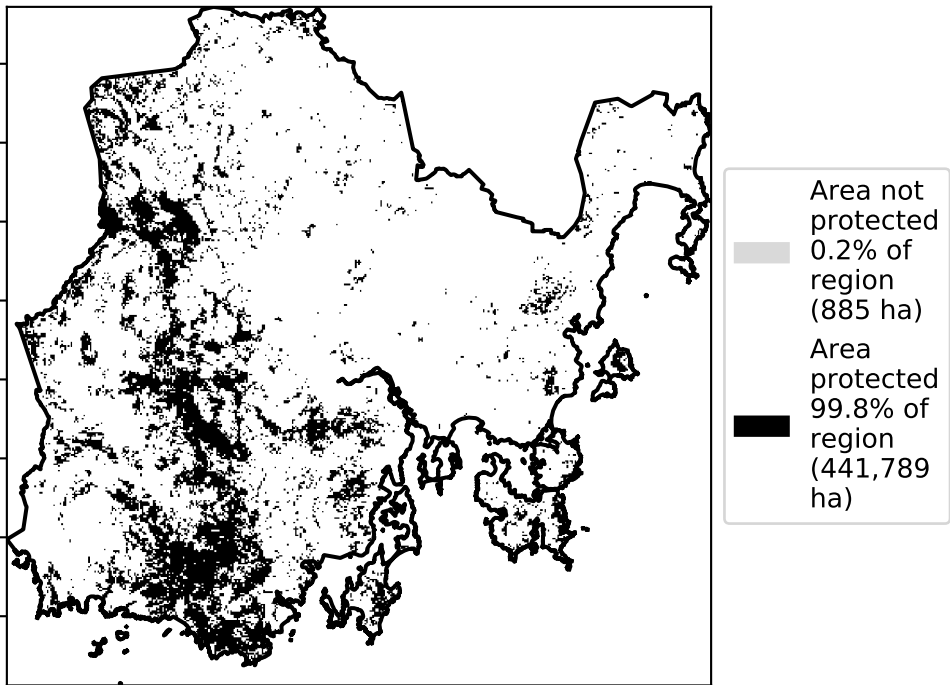 Area not
protected
0.2% of
region
(885 ha)
Area
protected
99.8% of
region
(441,789
ha)